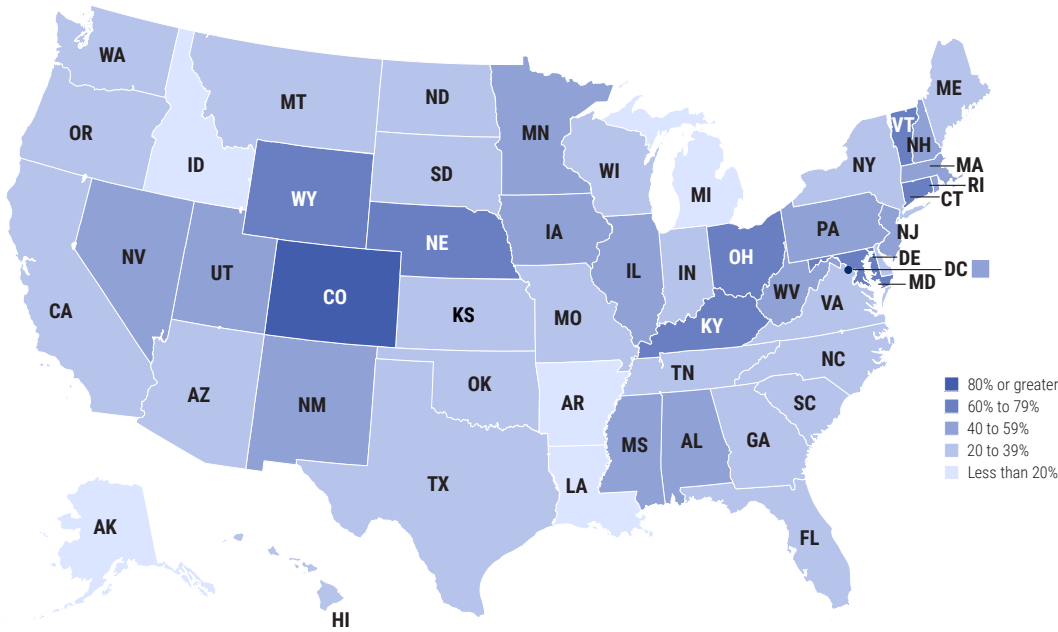 WA
MT
ND
MN
ME
VT
NH
OR
ID
SD
WI
NY
MA
MI
RI
CT
WY
NE
IA
PA
NJ
NV
UT
CO
IL
IN
OH
DE
DC
MD
WV
VA
CA
KS
MO
KY
NC
TN
AZ
NM
OK
AR
SC
MS
AL
GA
TX
LA
AK
FL
HI
80% or greater
60% to 79%
40 to 59%
20 to 39%
Less than 20%